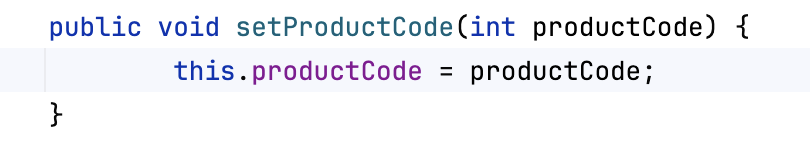 public void setProductCode(int productCode) {
        this.productCode = productCode;
}